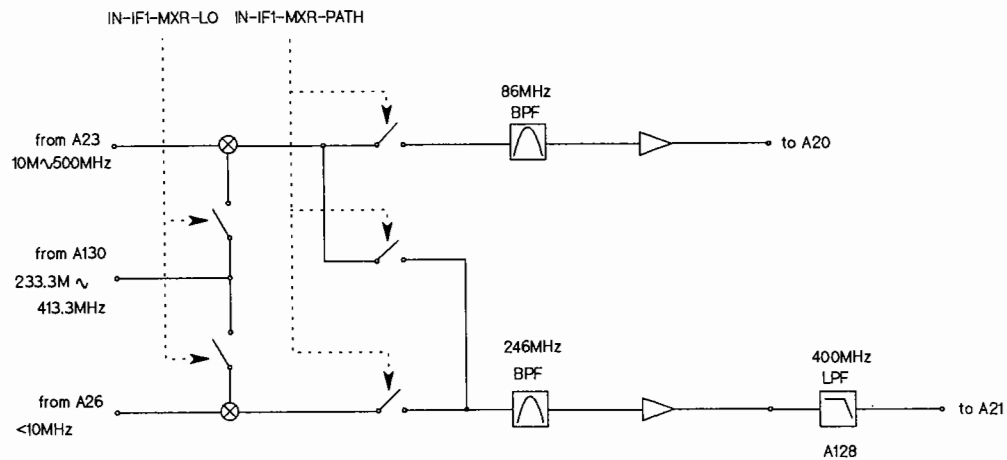 IN-IF1-MXR-LO IN-IF1-MXR-PATH
86MHz
BPF
from A23
10M∿500MHz
to A20
from A130
233.3M ∿
413.3MHz
246MHz
BPF
400MHz
LPF
from A26
<10MHz
to A21
A128